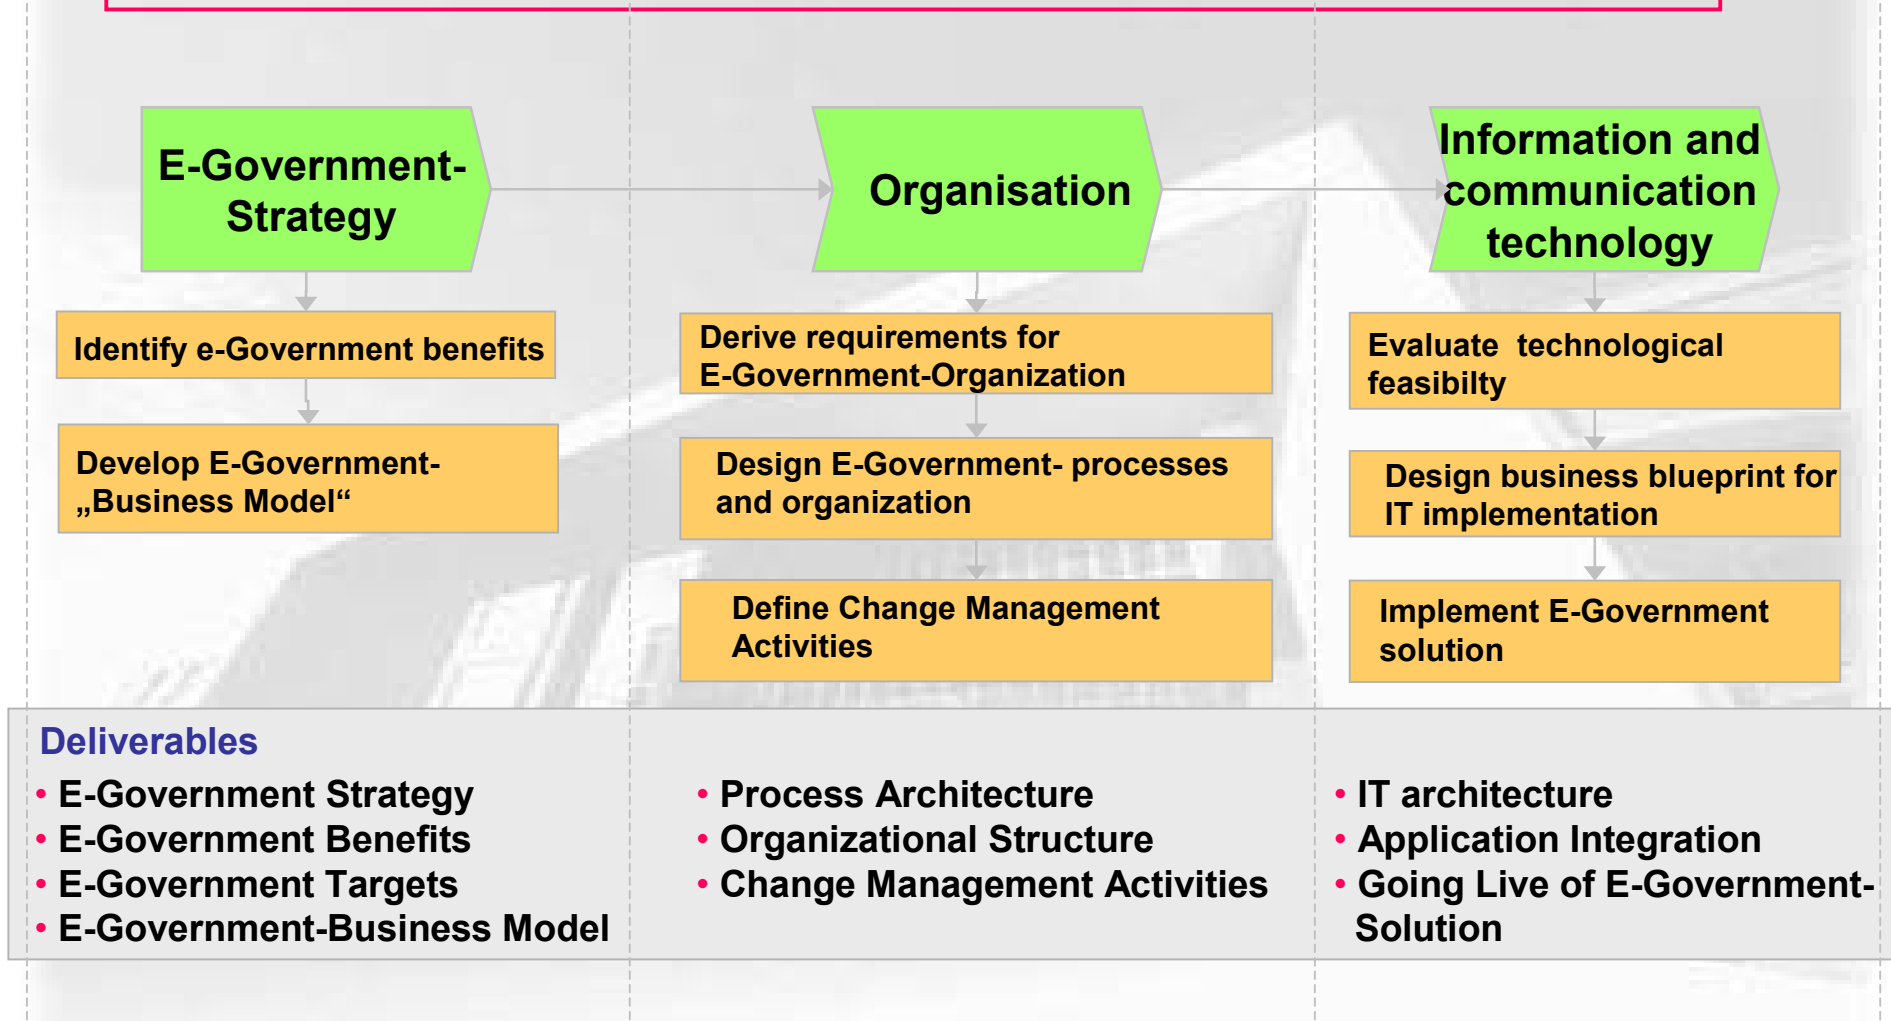 E-Government-
Strategy
Organisation
Information and
communication
technology
Identify e-Government benefits
Develop E-Government-
„Business Model“
Derive requirements for
E-Government-Organization
Design E-Government- processes
and organization
Define Change Management
Activities
Evaluate  technological
feasibilty
Design business blueprint for
IT implementation
Implement E-Government
solution
Deliverables
• E-Government Strategy
• E-Government Benefits
• E-Government Targets
• E-Government-Business Model
• Process Architecture
• Organizational Structure
• Change Management Activities
• IT architecture
• Application Integration
• Going Live of E-Government-
Solution